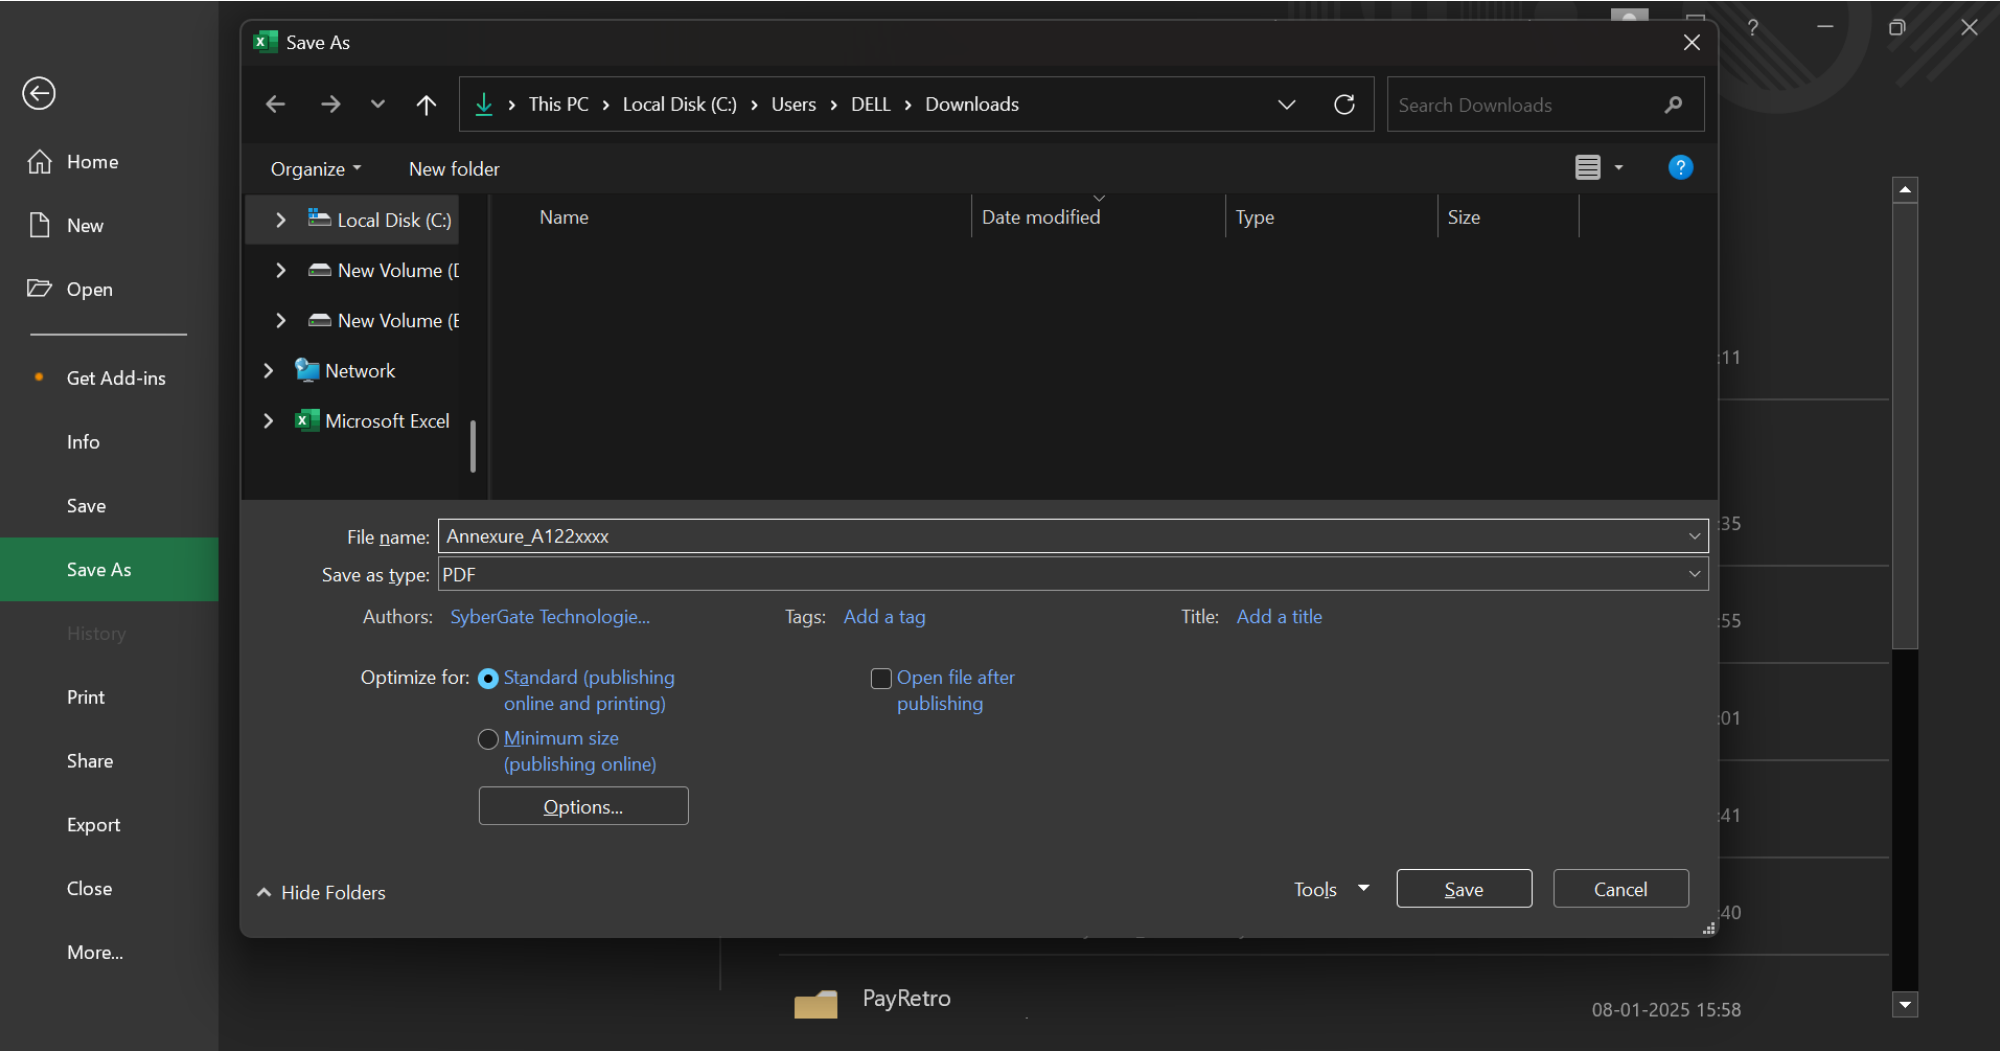 Save As
This PC > Local Disk (C:) > Users > DELL > Downloads
Search Downloads
Organize
New folder
Home
New
Open
Get Add-ins
Info
Save
Save As
History
Print
Share
Export
Close
More...
Local Disk (C:)
New Volume (D
New Volume (E
Network
Microsoft Excel
Name
Date modified
Type
Size
File name: Annexure_A122xxxx
Save as type: PDF
Authors: SyberGate Technologie...
Tags: Add a tag
Title: Add a title
Optimize for:
Standard (publishing
online and printing)
Minimum size
(publishing online)
Open file after
publishing
Options...
Hide Folders
Tools
Save
Cancel
:11
:35
:55
:01
:41
:40
PayRetro
08-01-2025 15:58